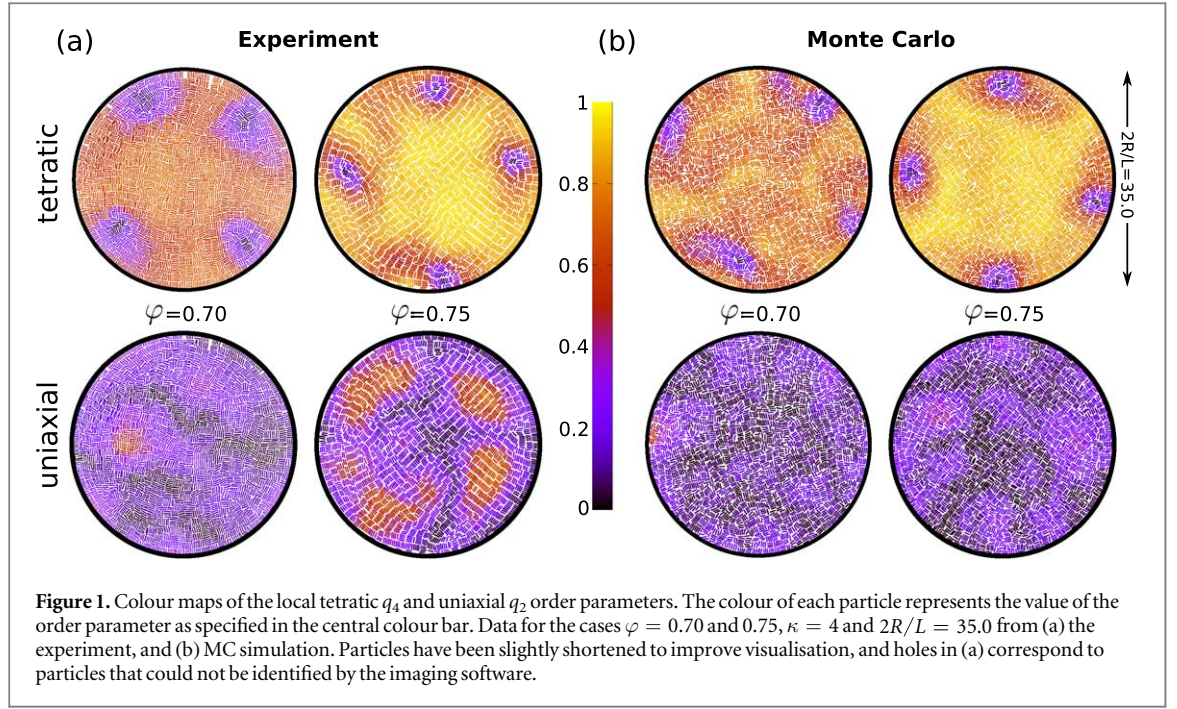 (a) Experiment (b) Monte Carlo
tetratic
1
0.8
0.6
0.4
0.2
0
2R/L=35.0
φ=0.70 φ=0.75 φ=0.70 φ=0.75
uniaxial
Figure 1. Colour maps of the local tetratic q₄ and uniaxial q₂ order parameters. The colour of each particle represents the value of the
order parameter as specified in the central colour bar. Data for the cases φ = 0.70 and 0.75, κ = 4 and 2R/L = 35.0 from (a) the
experiment, and (b) MC simulation. Particles have been slightly shortened to improve visualisation, and holes in (a) correspond to
particles that could not be identified by the imaging software.